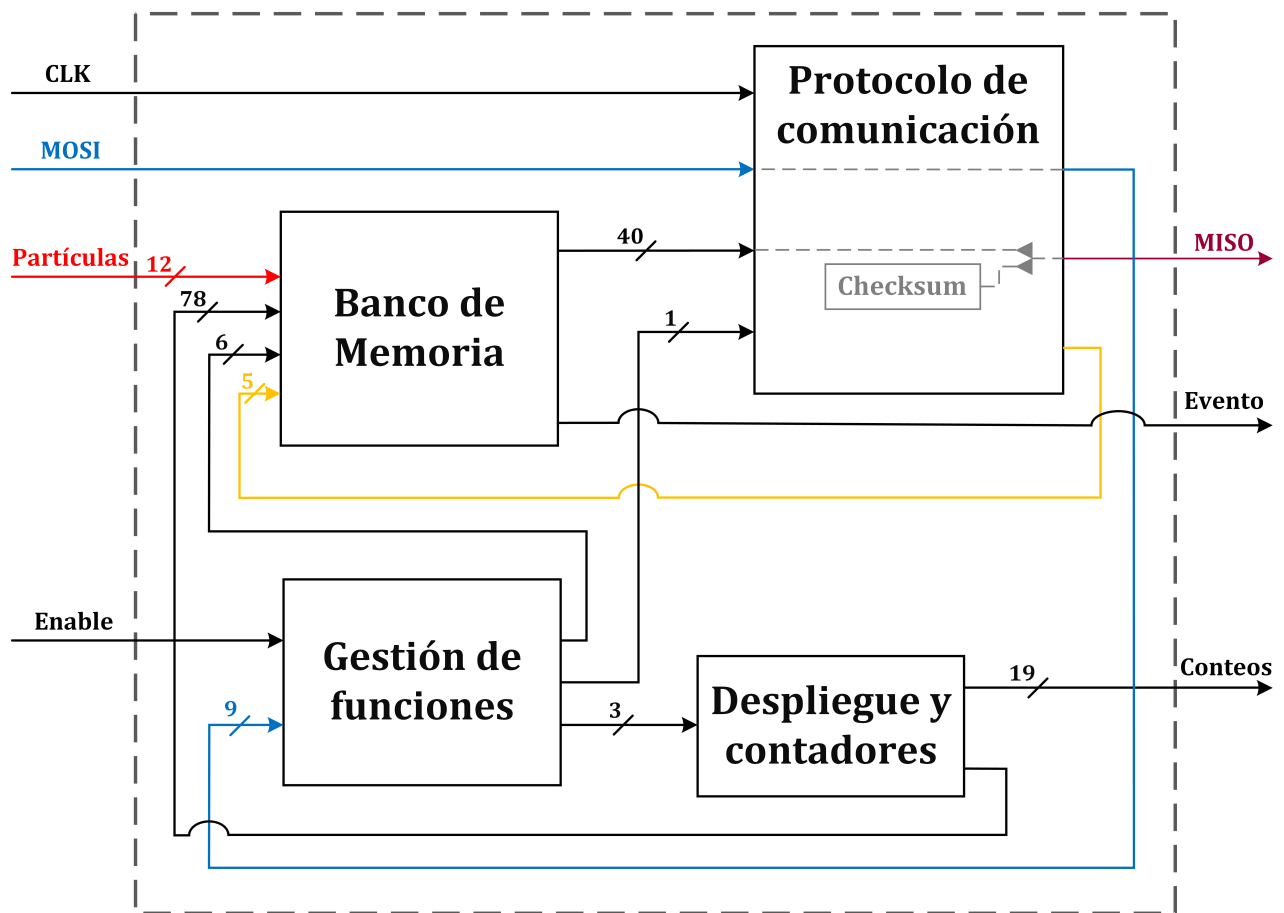 CLK
Protocolo de
comunicación
MOSI
40
MISO
Partículas
12
Checksum
78
Banco de
Memoria
1
6
5
Evento
Enable
Gestión de
funciones
Conteos
19
Despliegue y
contadores
9
3